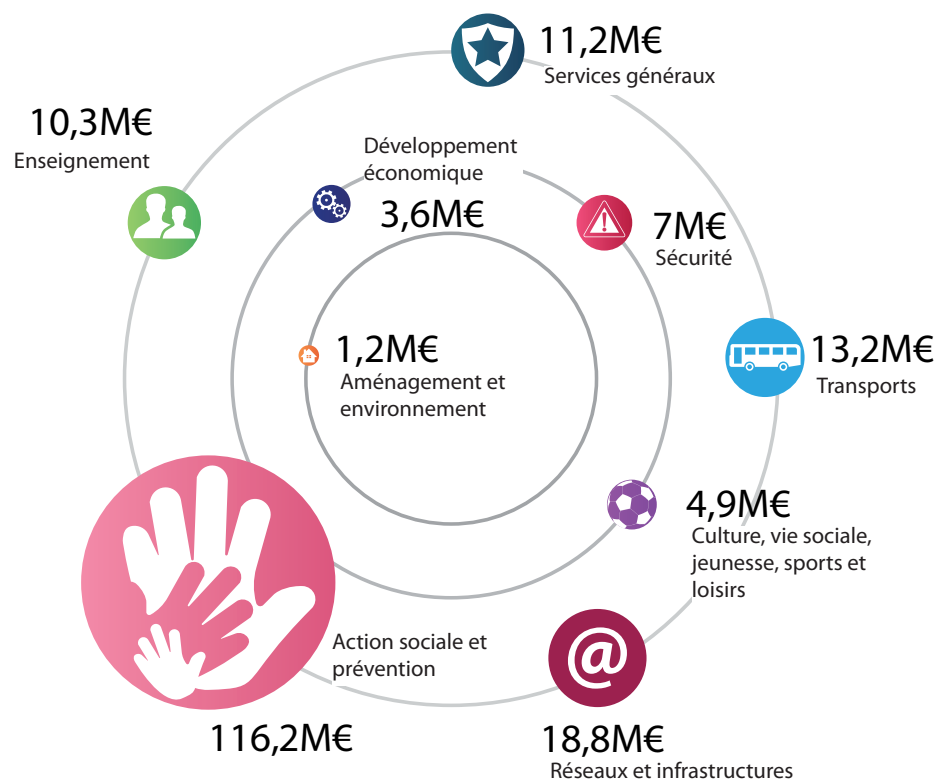 11,2M€
Services généraux
10,3M€
Enseignement
Développement
économique
3,6M€
7M€
Sécurité
1,2M€
Aménagement et
environnement
13,2M€
Transports
4,9M€
Culture, vie sociale,
jeunesse, sports et
loisirs
Action sociale et
prévention
116,2M€
@
18,8M€
Réseaux et infrastructures